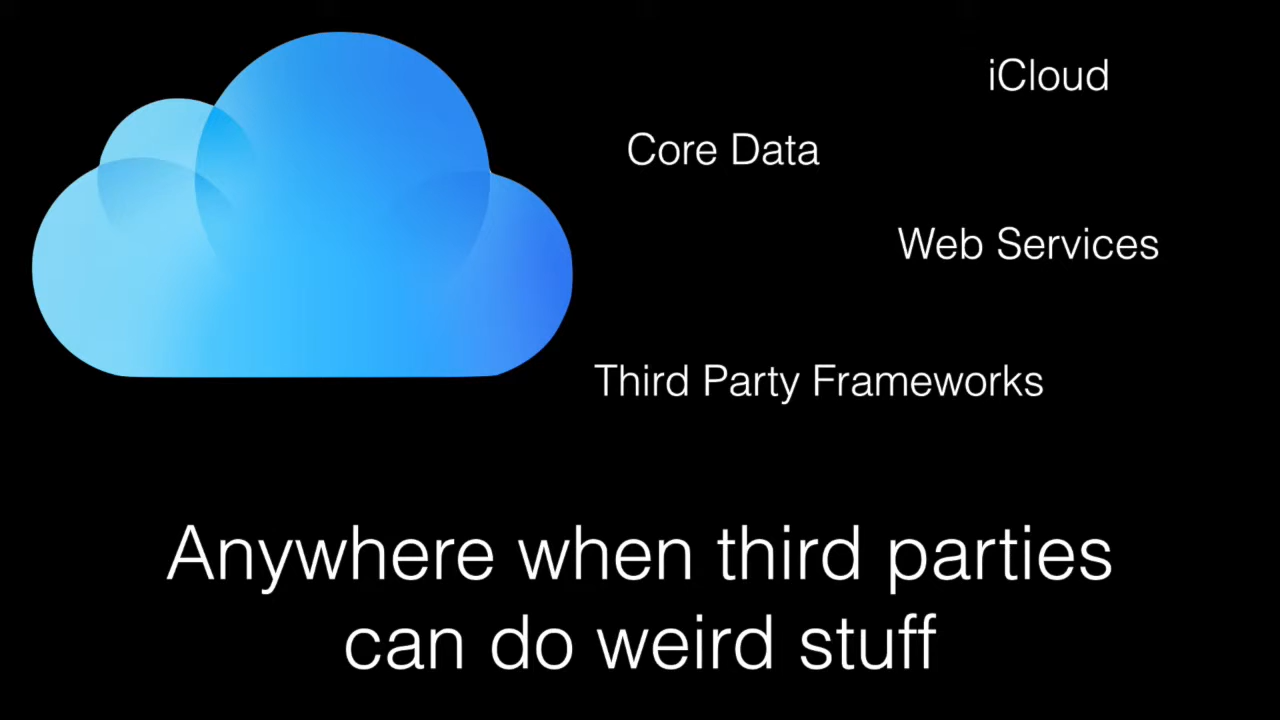 iCloud
Core Data
Web Services
Third Party Frameworks
Anywhere when third parties
can do weird stuff